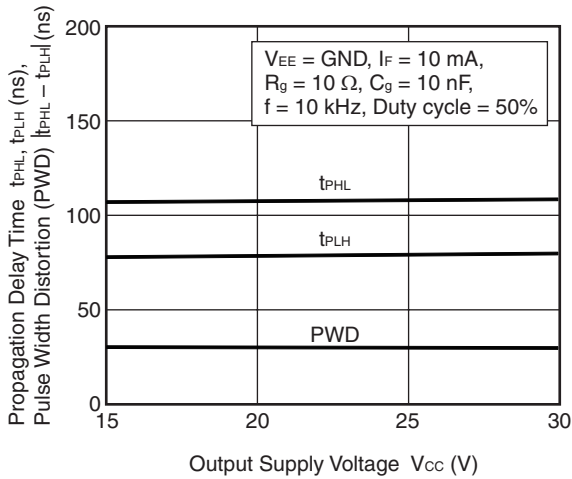 Propagation Delay Time tPHL, tPLH (ns),
Pulse Width Distortion (PWD) |tPHL – tPLH| (ns)
200
150
100
50
0
VEE = GND, IF = 10 mA,
Rg = 10 Ω, Cg = 10 nF,
f = 10 kHz, Duty cycle = 50%
tPHL
tPLH
PWD
15 20 25 30
Output Supply Voltage VCC (V)